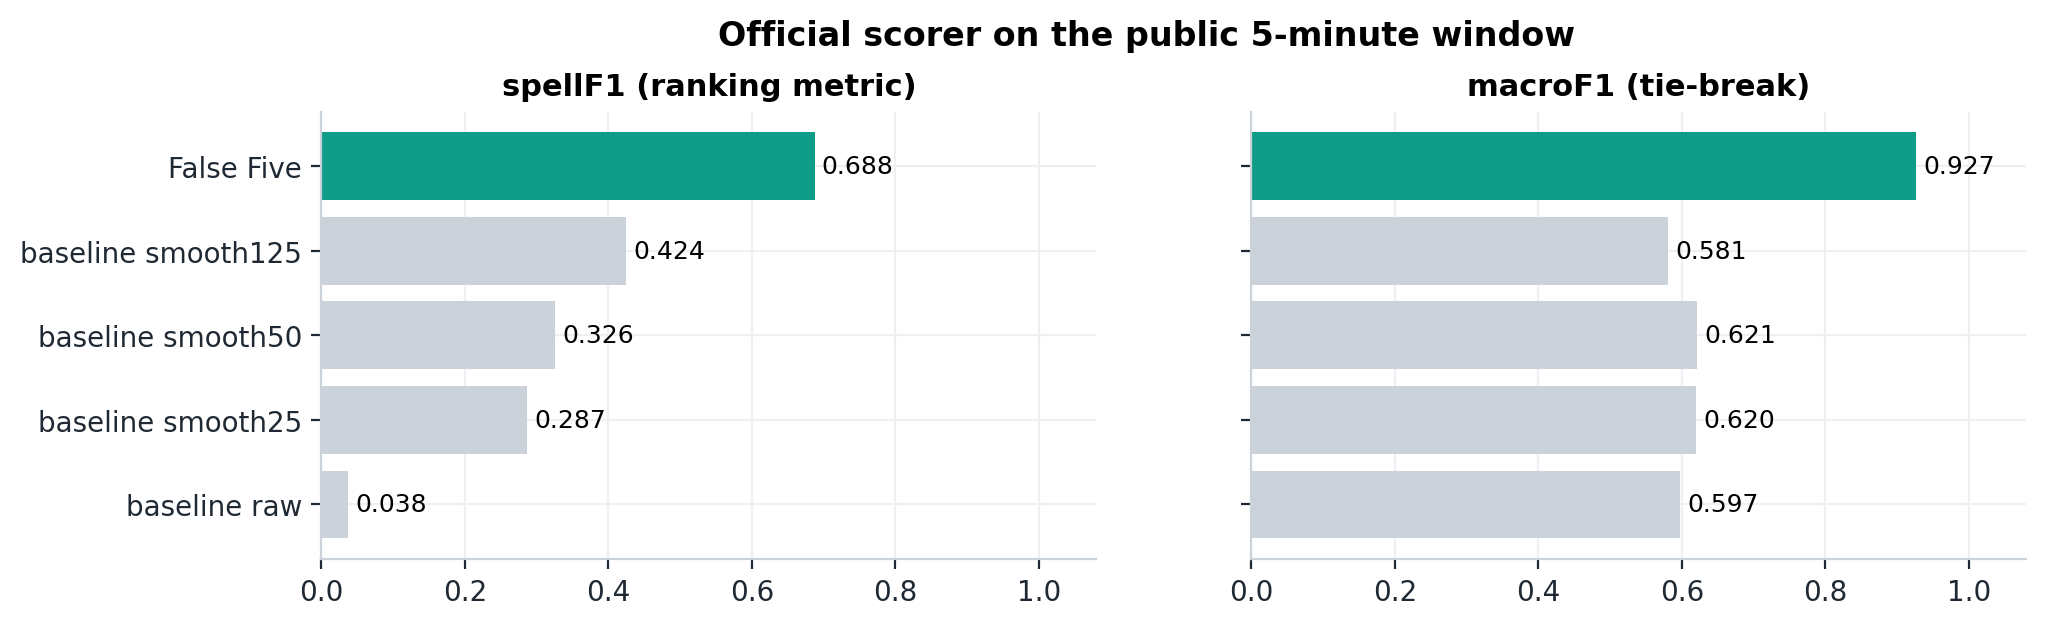 Official scorer on the public 5-minute window
spellF1 (ranking metric)
False Five
0.688
baseline smooth125
0.424
baseline smooth50
0.326
baseline smooth25
0.287
baseline raw
0.038
0.0 0.2 0.4 0.6 0.8 1.0
macroF1 (tie-break)
0.927
0.581
0.621
0.620
0.597
0.0 0.2 0.4 0.6 0.8 1.0